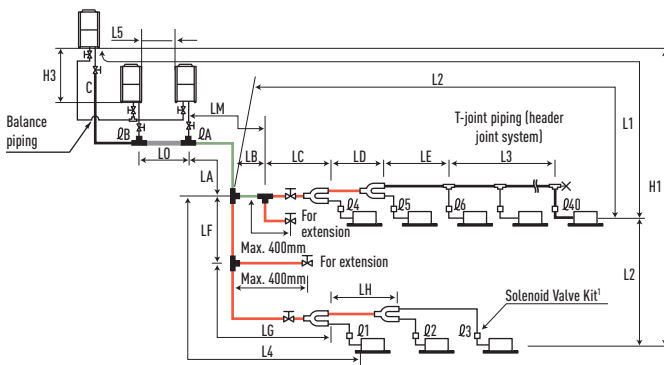 L5
H3
C
L2
LM
T-joint piping (header
joint system)
L1
Balance
piping
ℓB
ℓA
H1
L0
LB
LC
LD
LE
L3
LA
ℓ4
ℓ5
ℓ6
ℓ40
For
extension
LF
Max. 400mm
For extension
Max. 400mm
L2
LH
Solenoid Valve Kit¹
LG
ℓ1
ℓ2
ℓ3
L4